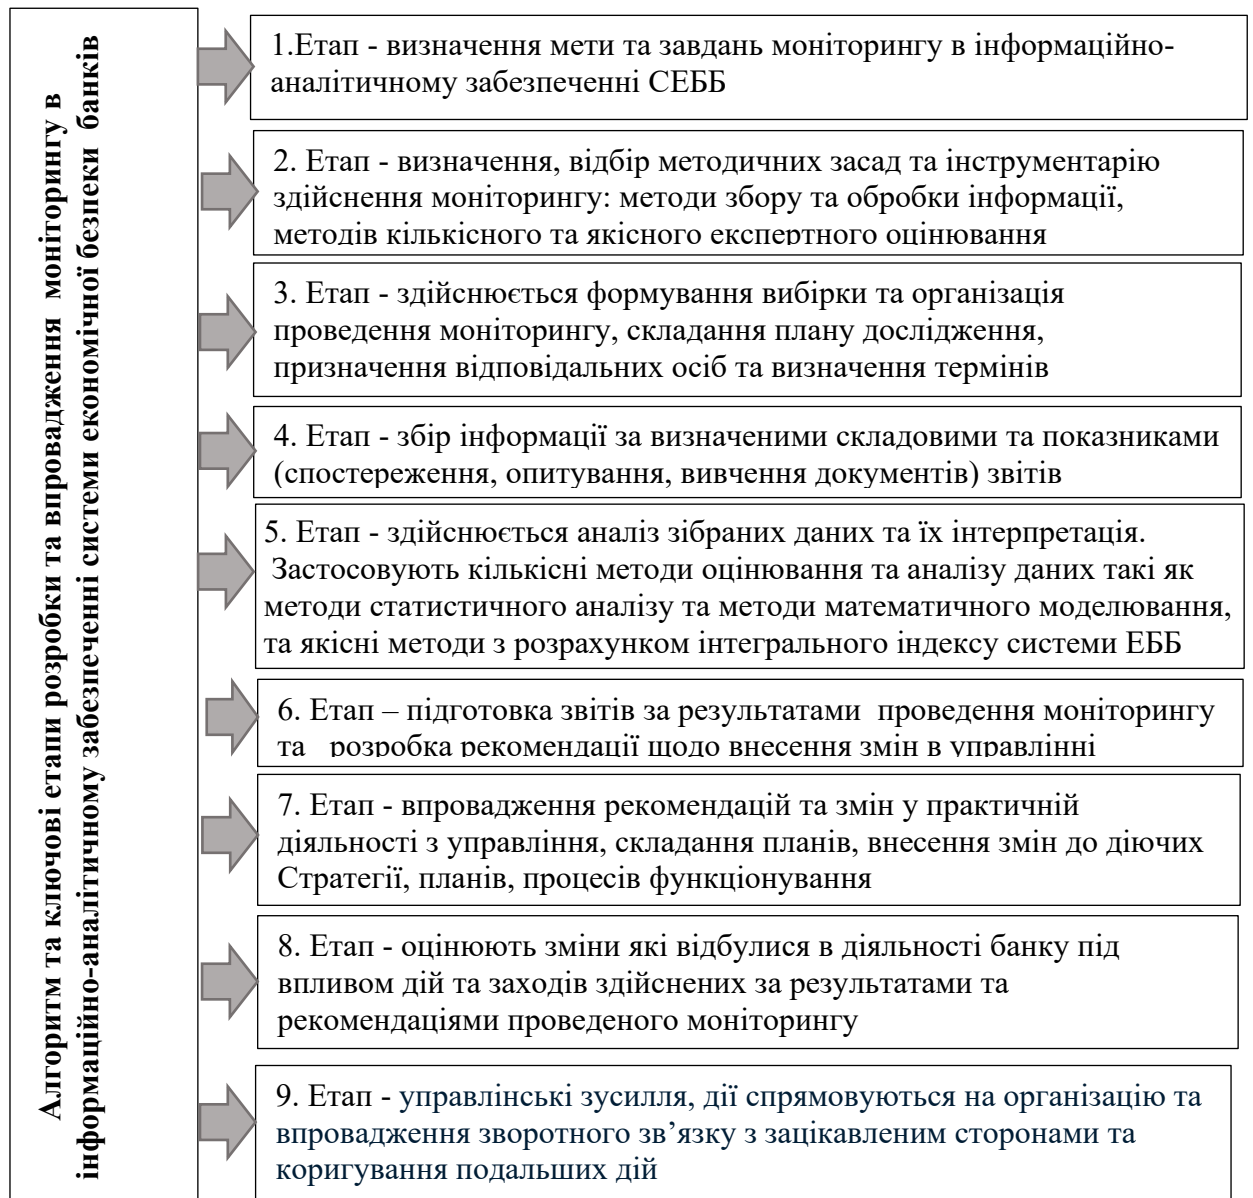 Алгоритм та ключові етапи розробки та впровадження моніторингу в
інформаційно-аналітичному забезпеченні системи економічної безпеки банків
1.Етап - визначення мети та завдань моніторингу в інформаційно-
аналітичному забезпеченні СЕББ
2. Етап - визначення, відбір методичних засад та інструментарію
здійснення моніторингу: методи збору та обробки інформації,
методів кількісного та якісного експертного оцінювання
3. Етап - здійснюється формування вибірки та організація
проведення моніторингу, складання плану дослідження,
призначення відповідальних осіб та визначення термінів
4. Етап - збір інформації за визначеними складовими та показниками
(спостереження, опитування, вивчення документів) звітів
5. Етап - здійснюється аналіз зібраних даних та їх інтерпретація.
Застосовують кількісні методи оцінювання та аналізу даних такі як
методи статистичного аналізу та методи математичного моделювання,
та якісні методи з розрахунком інтегрального індексу системи ЕББ
6. Етап – підготовка звітів за результатами проведення моніторингу
та розробка рекомендації щодо внесення змін в управлінні
7. Етап - впровадження рекомендацій та змін у практичній
діяльності з управління, складання планів, внесення змін до діючих
Стратегії, планів, процесів функціонування
8. Етап - оцінюють зміни які відбулися в діяльності банку під
впливом дій та заходів здійснених за результатами та
рекомендаціями проведеного моніторингу
9. Етап - управлінські зусилля, дії спрямовуються на організацію та
впровадження зворотного зв’язку з зацікавленим сторонами та
коригування подальших дій